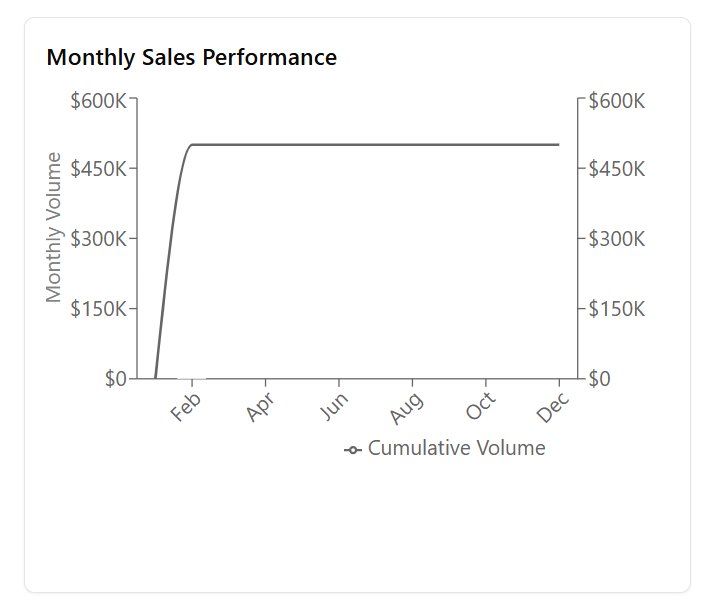 Monthly Sales Performance
Monthly Volume
$600K
$450K
$300K
$150K
$0
$600K
$450K
$300K
$150K
$0
Feb
Apr
Jun
Aug
Oct
Dec
Cumulative Volume